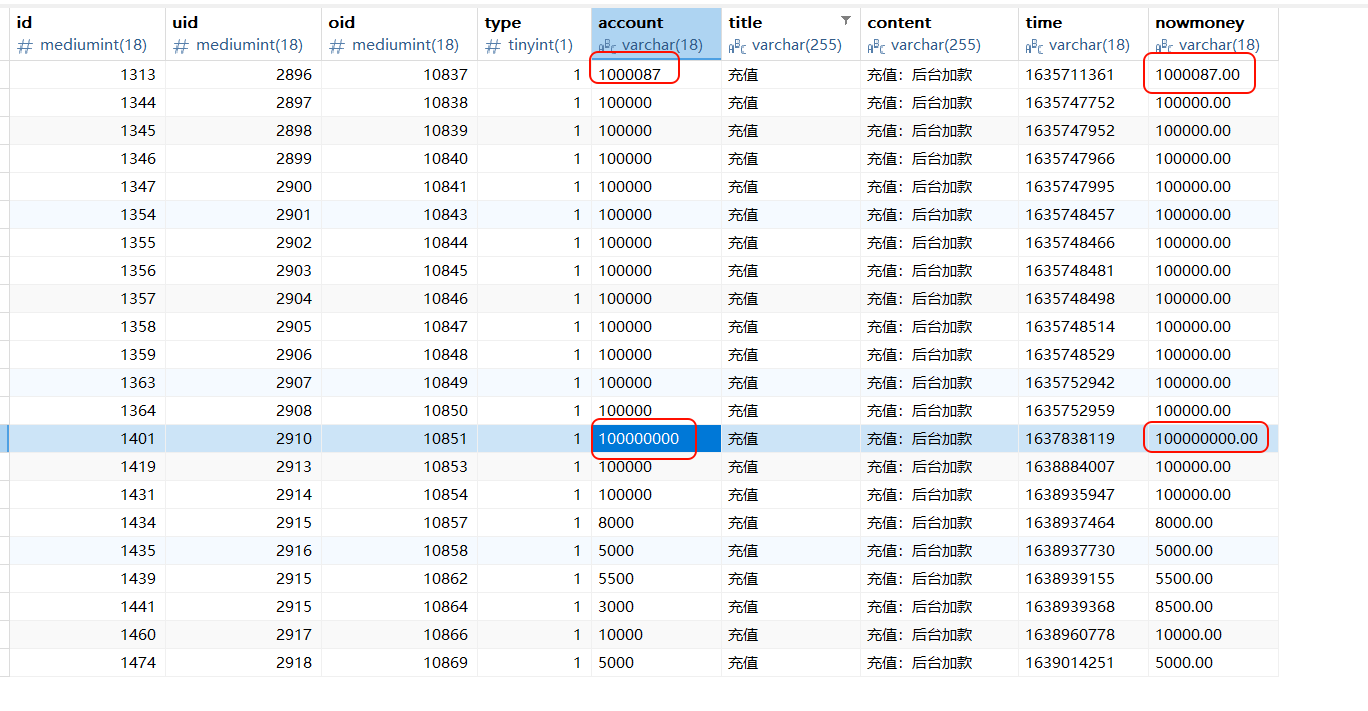 id uid oid type account title content time nowmoney
# mediumint(18) # mediumint(18) # mediumint(18) # tinyint(1) ABC varchar(18) ABC varchar(255) ABC varchar(255) ABC varchar(18) ABC varchar(18)
1313 2896 10837 1 1000087 充值 充值：后台加款 1635711361 1000087.00
1344 2897 10838 1 100000 充值 充值：后台加款 1635747752 100000.00
1345 2898 10839 1 100000 充值 充值：后台加款 1635747952 100000.00
1346 2899 10840 1 100000 充值 充值：后台加款 1635747966 100000.00
1347 2900 10841 1 100000 充值 充值：后台加款 1635747995 100000.00
1354 2901 10843 1 100000 充值 充值：后台加款 1635748457 100000.00
1355 2902 10844 1 100000 充值 充值：后台加款 1635748466 100000.00
1356 2903 10845 1 100000 充值 充值：后台加款 1635748481 100000.00
1357 2904 10846 1 100000 充值 充值：后台加款 1635748498 100000.00
1358 2905 10847 1 100000 充值 充值：后台加款 1635748514 100000.00
1359 2906 10848 1 100000 充值 充值：后台加款 1635748529 100000.00
1363 2907 10849 1 100000 充值 充值：后台加款 1635752942 100000.00
1364 2908 10850 1 100000 充值 充值：后台加款 1635752959 100000.00
1401 2910 10851 1 100000000 充值 充值：后台加款 1637838119 100000000.00
1419 2913 10853 1 100000 充值 充值：后台加款 1638884007 100000.00
1431 2914 10854 1 100000 充值 充值：后台加款 1638935947 100000.00
1434 2915 10857 1 8000 充值 充值：后台加款 1638937464 8000.00
1435 2916 10858 1 5000 充值 充值：后台加款 1638937730 5000.00
1439 2915 10862 1 5500 充值 充值：后台加款 1638939155 5500.00
1441 2915 10864 1 3000 充值 充值：后台加款 1638939368 8500.00
1460 2917 10866 1 10000 充值 充值：后台加款 1638960778 10000.00
1474 2918 10869 1 5000 充值 充值：后台加款 1639014251 5000.00